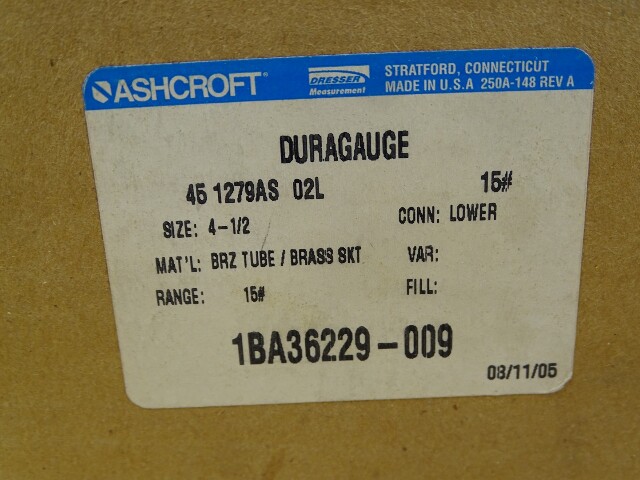 ASHCROFT®
DRESSER
Measurement
STRATFORD, CONNECTICUT
MADE IN U.S.A 250A-148 REV A
DURAGAUGE
45 1279AS 02L 15#
SIZE: 4-1/2 CONN: LOWER
MAT'L: BRZ TUBE / BRASS SKT VAR:
RANGE: 15# FILL:
1BA36229-009
08/11/05